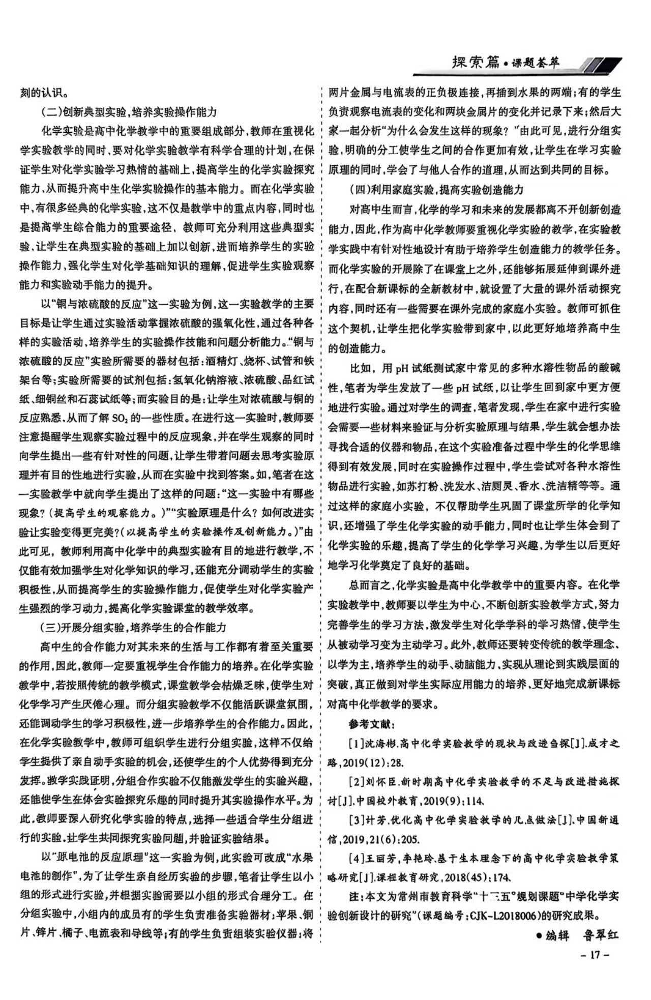 探索篇·课题荟萃
刻的认识。
(二)创新典型实验,培养实验操作能力
化学实验是高中化学教学中的重要组成部分,教师在重视化
学实验教学的同时,要对化学实验教学有科学合理的计划,在保
证学生对化学实验学习热情的基础上,提高学生的化学实验探究
能力,从而提升高中生化学实验操作的基本能力。而在化学实验
中,有很多经典的化学实验,这不仅是教学中的重点内容,同时也
是提高学生综合能力的重要途径，教师可充分利用这些典型实
验,让学生在典型实验的基础上加以创新,进而培养学生的实验
操作能力,强化学生对化学基础知识的理解,促进学生实验观察
能力和实验动手能力的提升。
以“铜与浓硫酸的反应”这一实验为例,这一实验教学的主要
目标是让学生通过实验活动掌握浓硫酸的强氧化性,通过各种各
样的实验活动,培养学生的实验操作技能和问题分析能力。“铜与
浓硫酸的反应”实验所需要的器材包括:酒精灯、烧杯、试管和铁
架台等;实验所需要的试剂包括:氢氧化钠溶液、浓硫酸、品红试
纸、细铜丝和石蕊试纸等;而实验目的是:让学生对浓硫酸与铜的
反应熟悉,从而了解 SO₂ 的一些性质。在进行这一实验时,教师要
注意提醒学生观察实验过程中的反应现象,并在学生观察的同时
向学生提出一些有针对性的问题,让学生带着问题去思考实验原
理并有目的性地进行实验,从而在实验中找到答案。如,笔者在这
一实验教学中就向学生提出了这样的问题:“这一实验中有哪些
现象?(提高学生的观察能力。)”“实验原理是什么? 如何改进实
验让实验变得更完美?(以提高学生的实验操作及创新能力。)”由
此可见，教师利用高中化学中的典型实验有目的地进行教学,不
仅能有效加强学生对化学知识的学习,还能充分调动学生的实验
积极性,从而提高学生的实验操作能力,促使学生对化学实验产
生强烈的学习动力,提高化学实验课堂的教学效率。
(三)开展分组实验,培养学生的合作能力
高中生的合作能力对其未来的生活与工作都有着至关重要
的作用,因此,教师一定要重视学生合作能力的培养。在化学实验
教学中,若按照传统的教学模式,课堂教学会枯燥乏味,使学生对
化学学习产生厌倦心理。而分组实验教学不仅能活跃课堂氛围,
还能调动学生的学习积极性,进一步培养学生的合作能力。因此,
在化学实验教学中,教师可组织学生进行分组实验,这样不仅给
学生提供了亲自动手实验的机会,还使学生的个人优势得到充分
发挥。教学实践证明,分组合作实验不仅能激发学生的实验兴趣,
还能使学生在体会实验探究乐趣的同时提升其实验操作水平。为
此,教师要深入研究化学实验的特点,选择一些适合学生分组进
行的实验,让学生共同探究实验问题,并验证实验结果。
以“原电池的反应原理”这一实验为例,此实验可改成“水果
电池的制作”,为了让学生亲自经历实验的步骤,笔者让学生以小
组的形式进行实验,并根据实验需要以小组的形式合理分工。在
分组实验中,小组内的成员有的学生负责准备实验器材:苹果、铜
片、锌片、橘子、电流表和导线等;有的学生负责组装实验仪器:将
两片金属与电流表的正负极连接,再插到水果的两端;有的学生
负责观察电流表的变化和两块金属片的变化并记录下来;然后大
家一起分析“为什么会发生这样的现象? ”由此可见,进行分组实
验,明确的分工使学生之间的合作更加有效,让学生在学习实验
原理的同时,学会了与他人合作的道理,从而达到共同的目标。
(四)利用家庭实验,提高实验创造能力
对高中生而言,化学的学习和未来的发展都离不开创新创造
能力,因此,作为高中化学教师要重视化学实验的教学,在实验教
学实践中有针对性地设计有助于培养学生创造能力的教学任务。
而化学实验的开展除了在课堂上之外,还能够拓展延伸到课外进
行,在配合新课标的全新教材中,就设置了大量的课外活动探究
内容,同时还有一些需要在课外完成的家庭小实验。教师可抓住
这个契机,让学生把化学实验带到家中,以此更好地培养高中生
的创造能力。
比如，用 pH 试纸测试家中常见的多种水溶性物品的酸碱
性,笔者为学生发放了一些 pH 试纸,以让学生回到家中更方便
地进行实验。通过对学生的调查,笔者发现,学生在家中进行实验
会需要一些材料来验证与分析实验原理与结果,学生就会想办法
寻找合适的仪器和物品,在这个实验准备过程中学生的化学思维
得到有效发展,同时在实验操作过程中,学生尝试对各种水溶性
物品进行实验,如苏打粉、洗发水、洁厕灵、香水、洗洁精等等。通
过这样的家庭小实验，不仅帮助学生巩固了课堂所学的化学知
识,还增强了学生化学实验的动手能力,同时也让学生体会到了
化学实验的乐趣,提高了学生的化学学习兴趣,为学生以后更好
地学习化学奠定了良好的基础。
总而言之,化学实验是高中化学教学中的重要内容。在化学
实验教学中,教师要以学生为中心,不断创新实验教学方式,努力
完善学生的学习方法,激发学生对化学学科的学习热情,使学生
从被动学习变为主动学习。此外,教师还要转变传统的教学理念,
以学为主,培养学生的动手、动脑能力,实现从理论到实践层面的
突破,真正做到对学生实际应用能力的培养,更好地完成新课标
对高中化学教学的要求。
参考文献:
[1]沈海彬.高中化学实验教学的现状与改进刍探[J].成才之
路,2019(12):28.
[2]刘怀臣.新时期高中化学实验教学的不足与改进措施探
讨[J].中国校外教育,2019(9):114.
[3]计芳.优化高中化学实验教学的几点做法[J].中国新通
信,2019,21(6):205.
[4]王丽芳,李艳玲.基于生本理念下的高中化学实验教学策
略研究[J].课程教育研究,2018(45):174.
注:本文为常州市教育科学“十三五”规划课题“中学化学实
验创新设计的研究”(课题编号:CJK-L2018006)的研究成果。
●编辑　鲁翠红
- 17 -